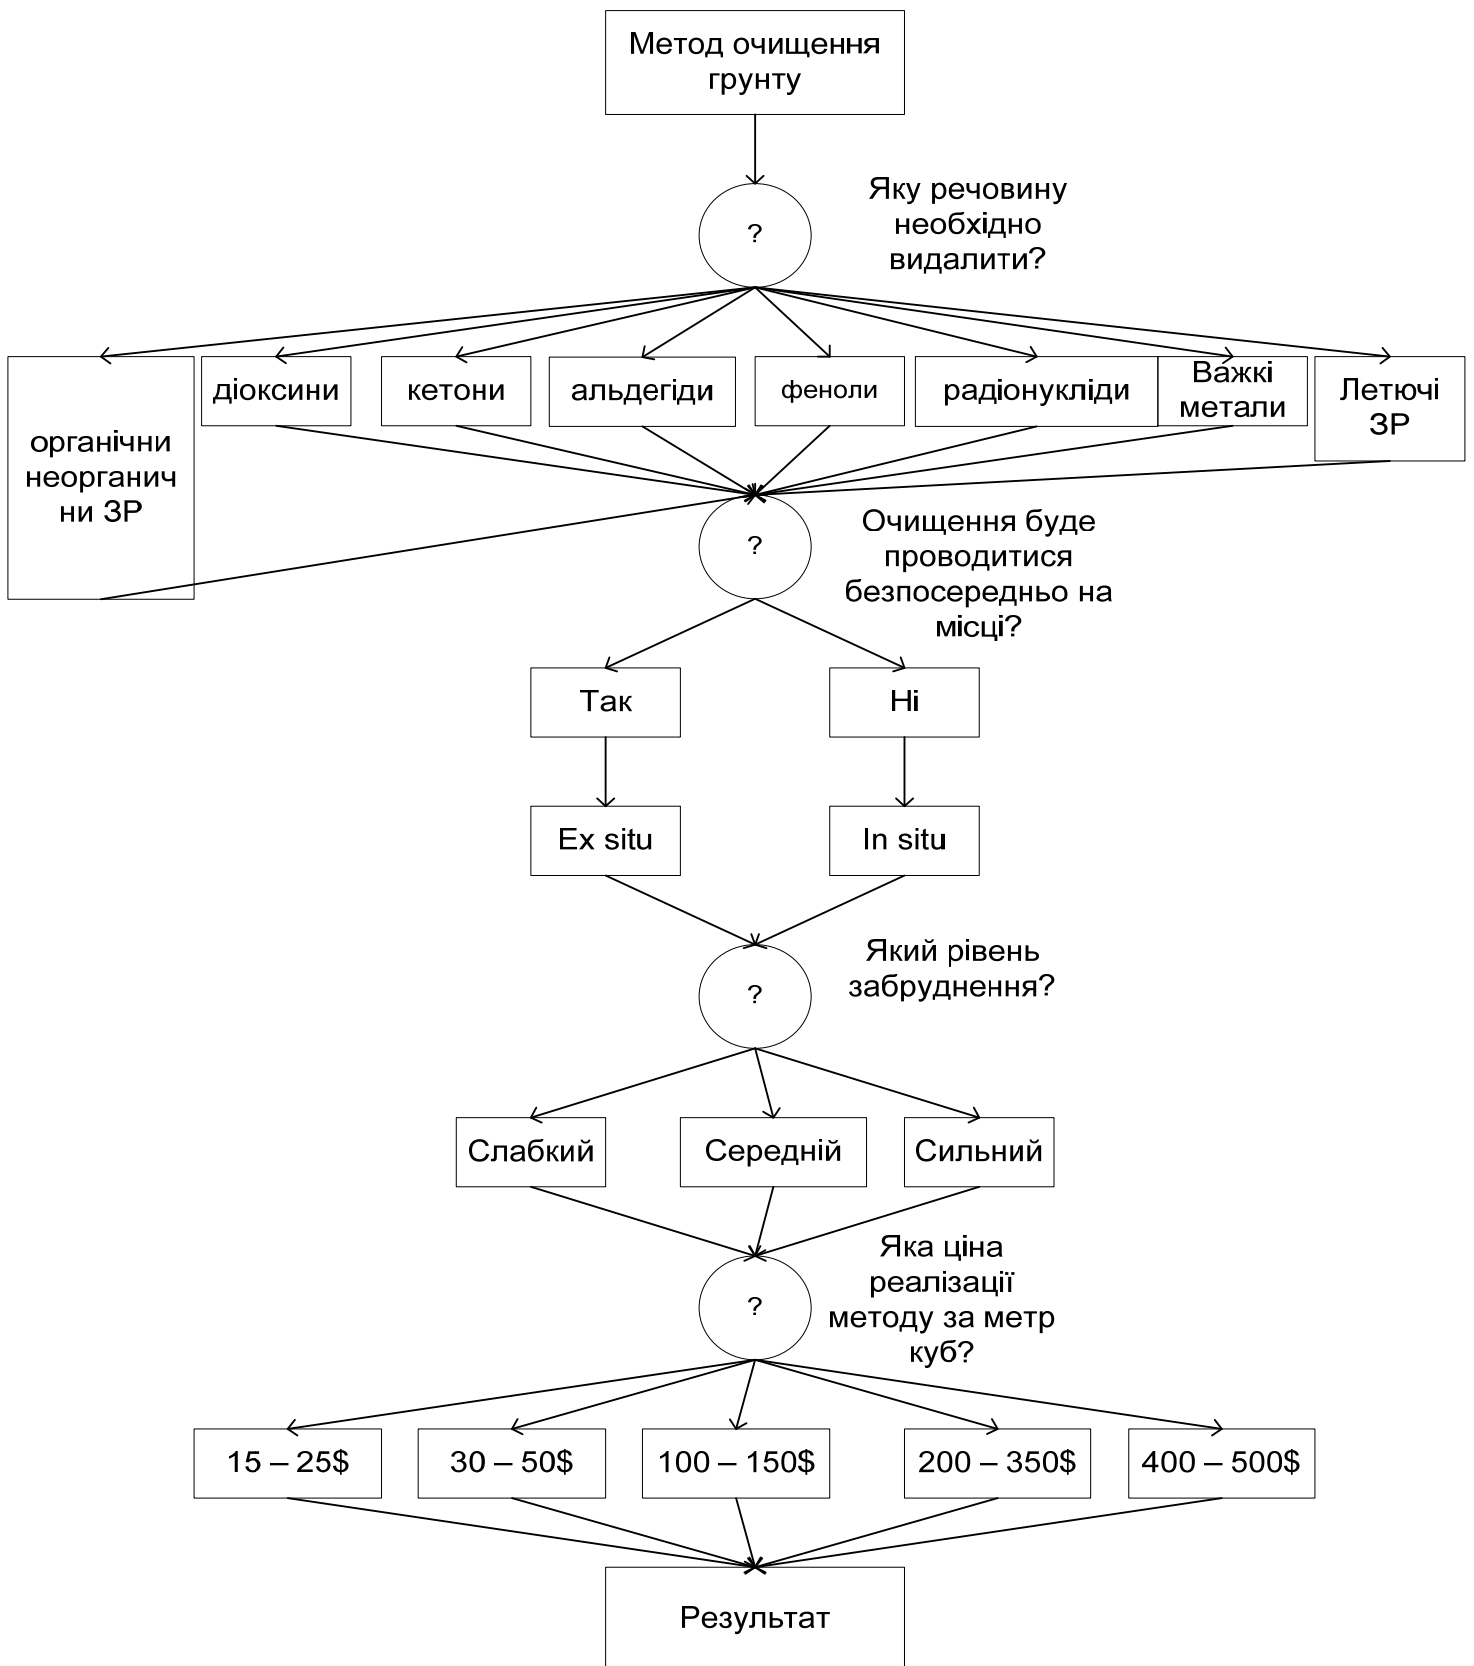 Метод очищення
грунту
?
Яку речовину
необхідно
видалити?
органічни
неорганич
ни ЗР
діоксини
кетони
альдегіди
феноли
радіонукліди
Важкі
метали
Летючі
ЗР
?
Очищення буде
проводитися
безпосередньо на
місці?
Так
Ні
Ex situ
In situ
?
Який рівень
забруднення?
Слабкий
Середній
Сильний
?
Яка ціна
реалізації
методу за метр
куб?
15 – 25$
30 – 50$
100 – 150$
200 – 350$
400 – 500$
Результат